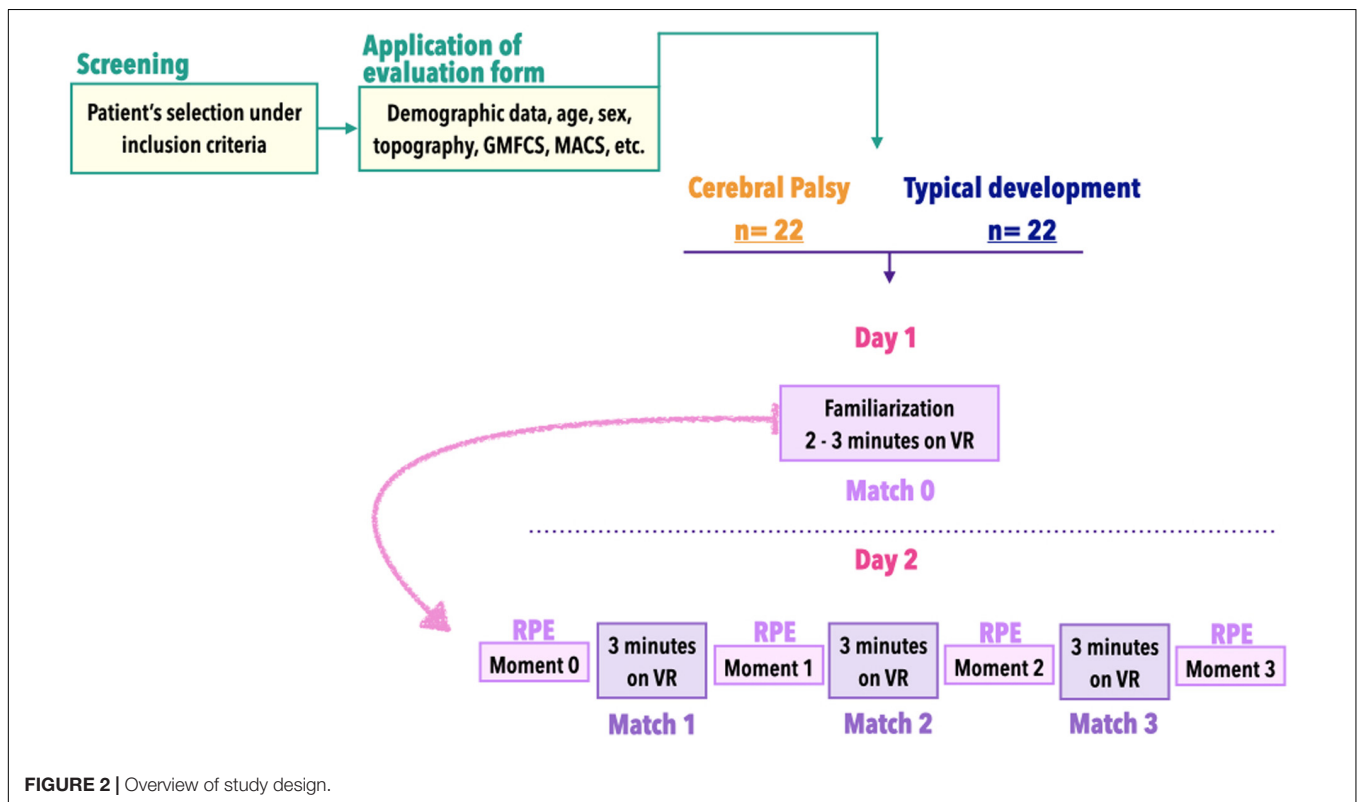 Screening
Patient's selection under
inclusion criteria
Application of
evaluation form
Demographic data, age, sex,
topography, GMFCS, MACS, etc.
Cerebral Palsy
n= 22
Typical development
n= 22
Day 1
Familiarization
2 - 3 minutes on VR
Match 0
Day 2
RPE
Moment 0
3 minutes
on VR
Match 1
RPE
Moment 1
3 minutes
on VR
Match 2
RPE
Moment 2
3 minutes
on VR
Match 3
RPE
Moment 3
FIGURE 2 | Overview of study design.